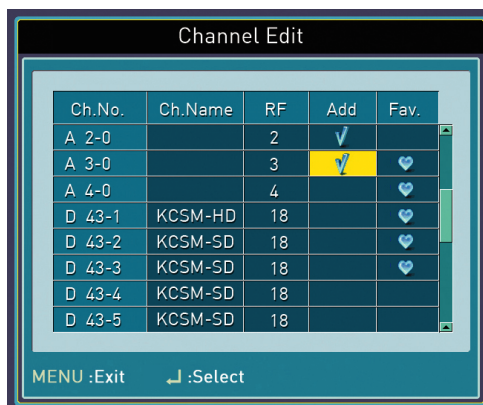 Channel Edit
Ch.No. Ch.Name RF Add Fav.
A 2-0 2
A 3-0 3
A 4-0 4
D 43-1 KCSM-HD 18
D 43-2 KCSM-SD 18
D 43-3 KCSM-SD 18
D 43-4 KCSM-SD 18
D 43-5 KCSM-SD 18
MENU :Exit :Select